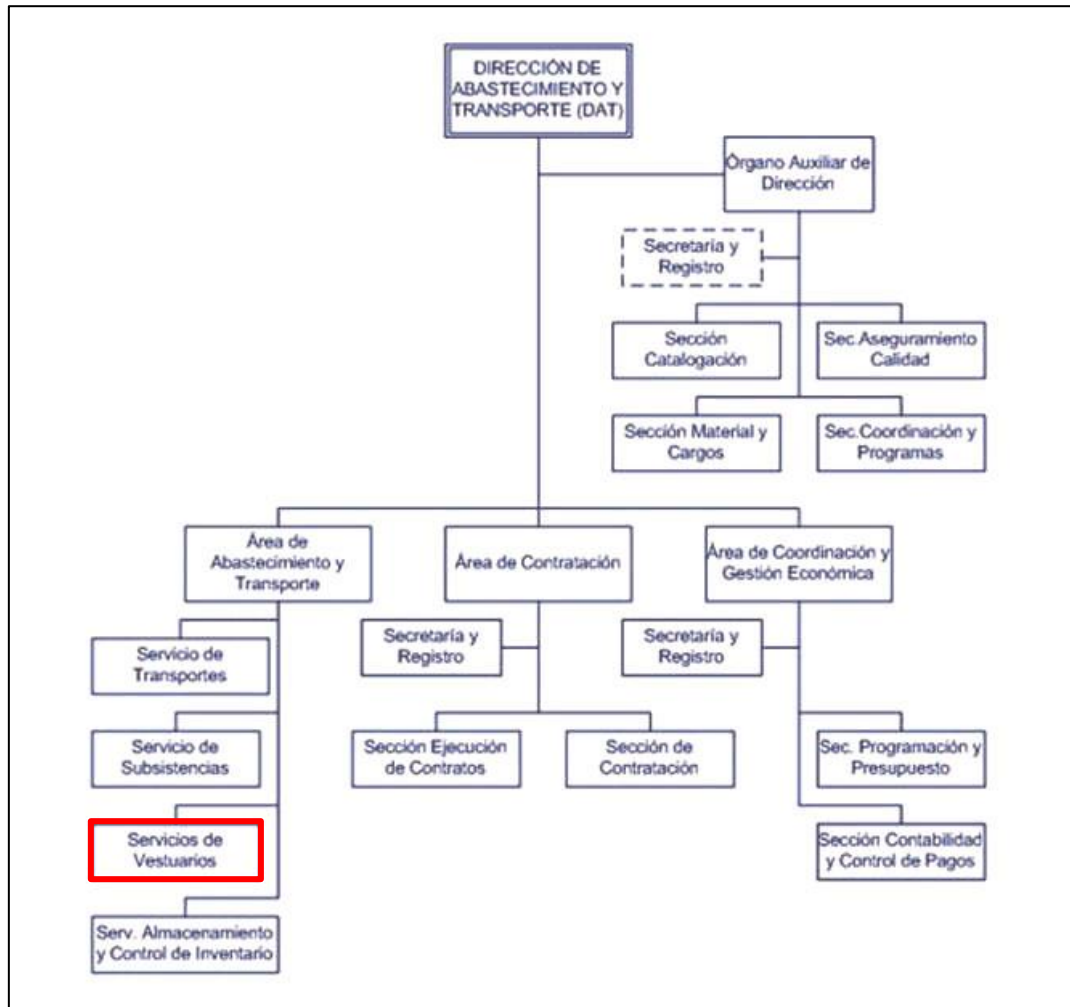 DIRECCIÓN DE
ABASTECIMIENTO Y
TRANSPORTE (DAT)
Órgano Auxiliar de
Dirección
Secretaría y
Registro
Sección
Catalogación
Sec.Aseguramiento
Calidad
Sección Material y
Cargos
Sec.Coordinación y
Programas
Área de
Abastecimiento y
Transporte
Área de Contratación
Área de Coordinación y
Gestión Económica
Servicio de
Transportes
Secretaría y
Registro
Secretaría y
Registro
Servicio de
Subsistencias
Sección Ejecución
de Contratos
Sección de
Contratación
Sec. Programación y
Presupuesto
Servicios de
Vestuarios
Sección Contabilidad
y Control de Pagos
Serv. Almacenamiento
y Control de Inventario